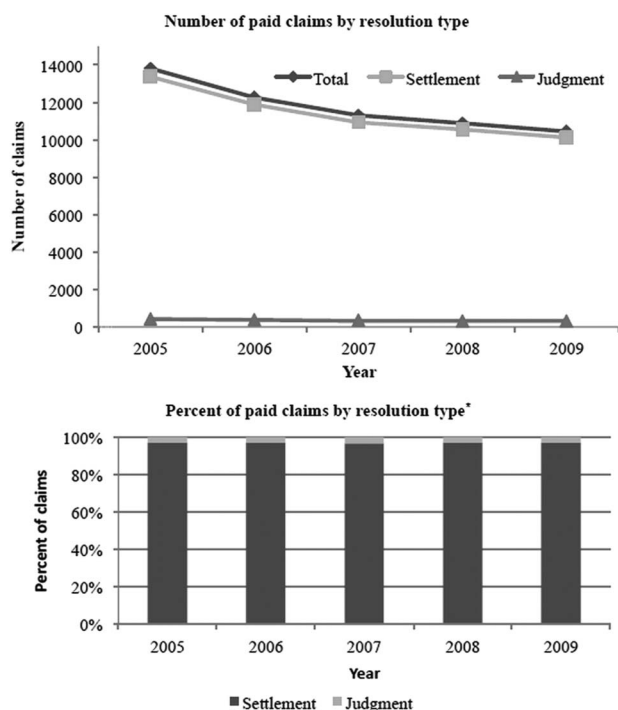 Number of paid claims by resolution type
14000
12000
10000
8000
6000
4000
2000
0
Number of claims
Total Settlement Judgment
2005 2006 2007 2008 2009
Year
Percent of paid claims by resolution type*
100%
80%
60%
40%
20%
0%
Percent of claims
2005 2006 2007 2008 2009
Year
Settlement Judgment